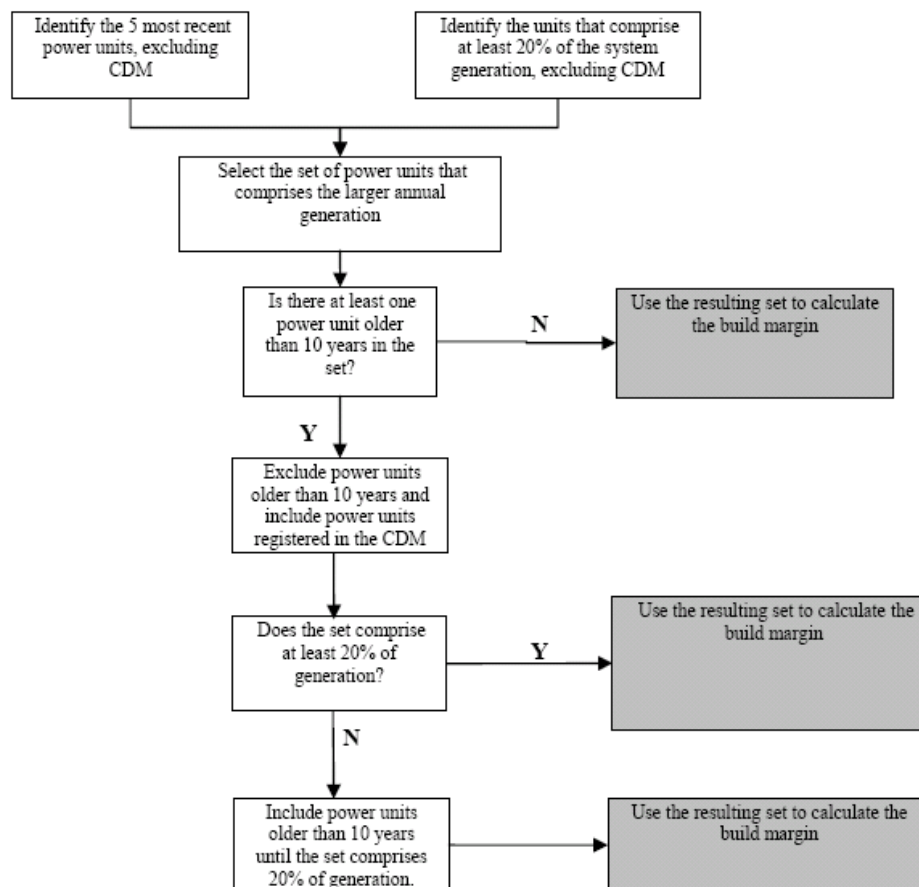 Identify the 5 most recent
power units, excluding
CDM
Identify the units that comprise
at least 20% of the system
generation, excluding CDM
Select the set of power units that
comprises the larger annual
generation
Is there at least one
power unit older
than 10 years in the
set?
N
Use the resulting set to calculate
the build margin
Y
Exclude power units
older than 10 years and
include power units
registered in the CDM
Does the set comprise
at least 20% of
generation?
Y
Use the resulting set to calculate the
build margin
N
Include power units
older than 10 years
until the set comprises
20% of generation.
Use the resulting set to calculate the
build margin